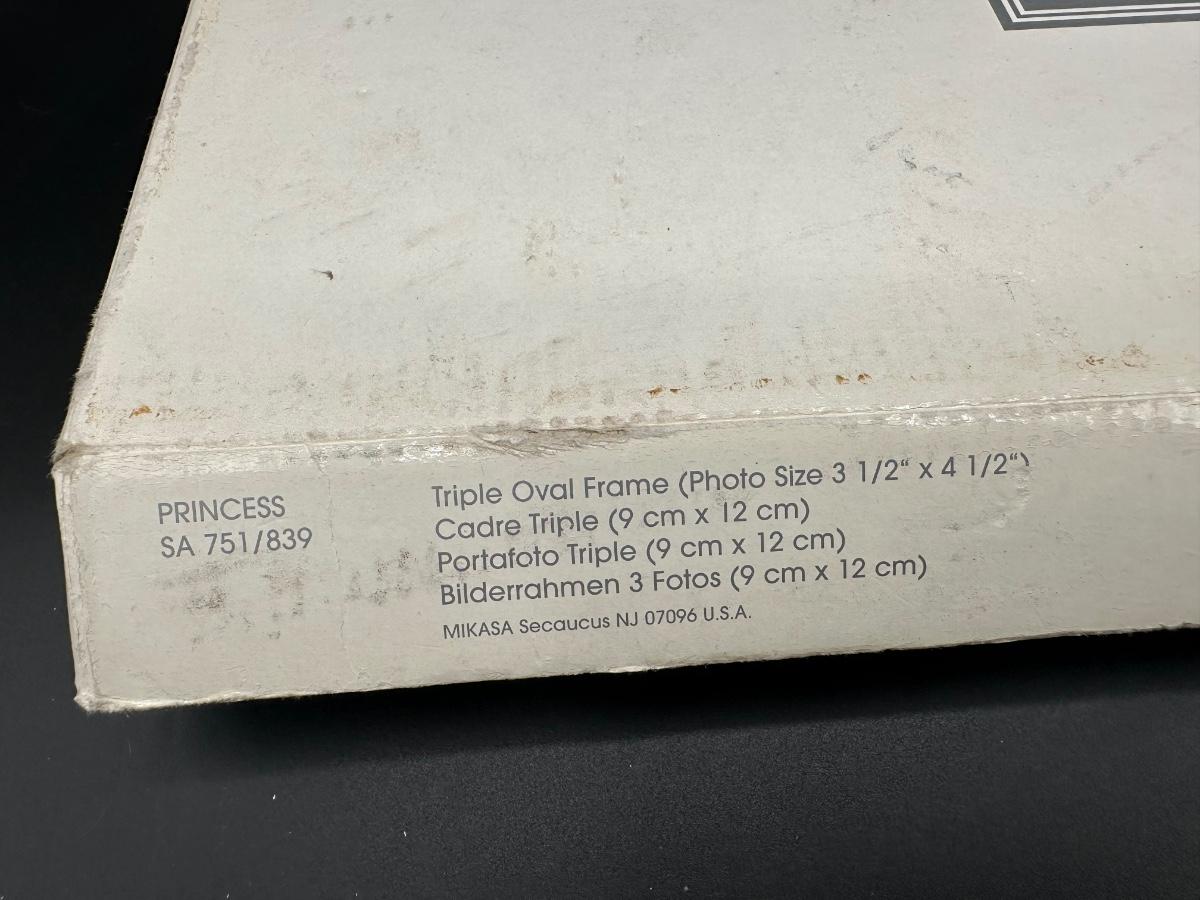 PRINCESS
SA 751/839
Triple Oval Frame (Photo Size 3 1/2“ x 4 1/2“)
Cadre Triple (9 cm x 12 cm)
Portafoto Triple (9 cm x 12 cm)
Bilderrahmen 3 Fotos (9 cm x 12 cm)
MIKASA Secaucus NJ 07096 U.S.A.